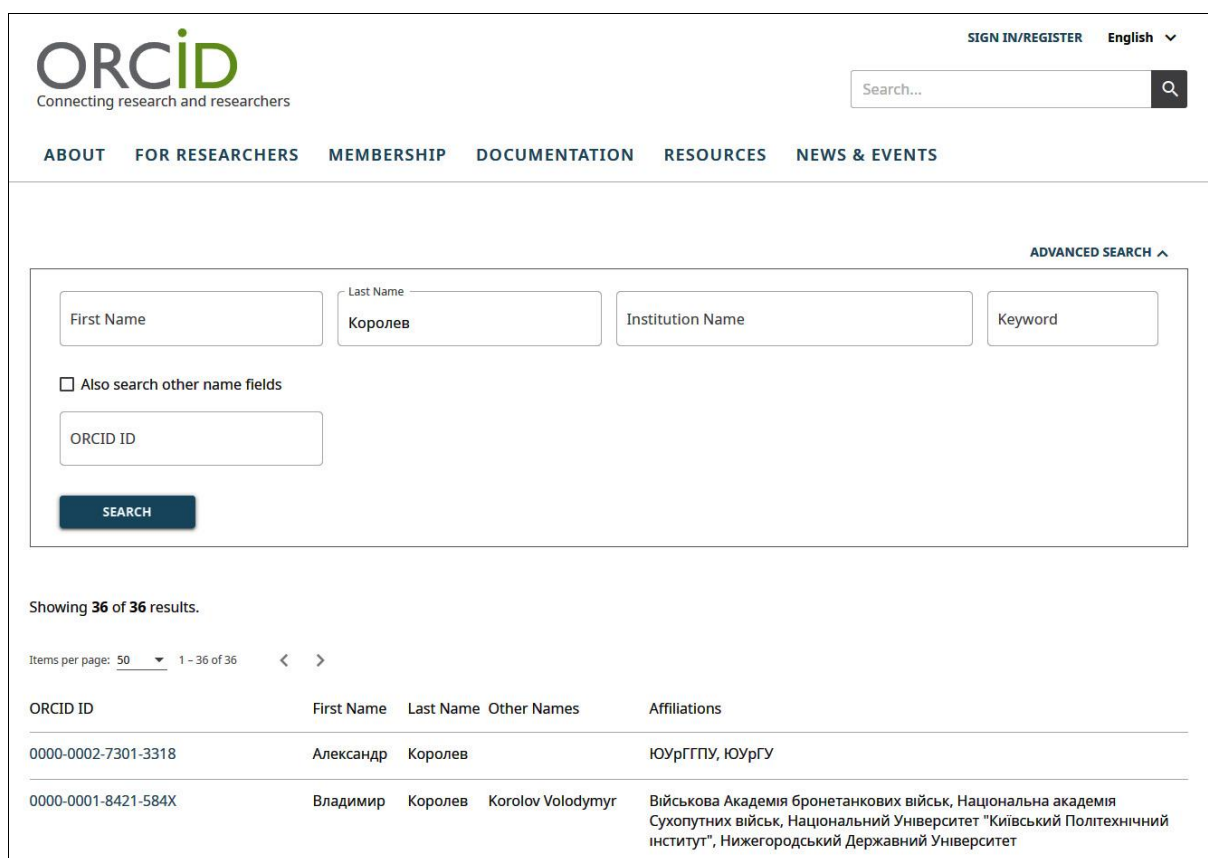 ORCID
Connecting research and researchers
SIGN IN/REGISTER English
Search...
ABOUT FOR RESEARCHERS MEMBERSHIP DOCUMENTATION RESOURCES NEWS & EVENTS
ADVANCED SEARCH
First Name
Last Name
Королев
Institution Name
Keyword
Also search other name fields
ORCID ID
SEARCH
Showing 36 of 36 results.
Items per page: 50 1 – 36 of 36
ORCID ID First Name Last Name Other Names Affiliations
0000-0002-7301-3318 Александр Королев ЮУрГГПУ, ЮУрГУ
0000-0001-8421-584X Владимир Королев Korolov Volodymyr Військова Академія бронетанкових військ, Національна академія
Сухопутних військ, Національний Університет "Київський Політехнічний
інститут", Нижегородський Державний Університет